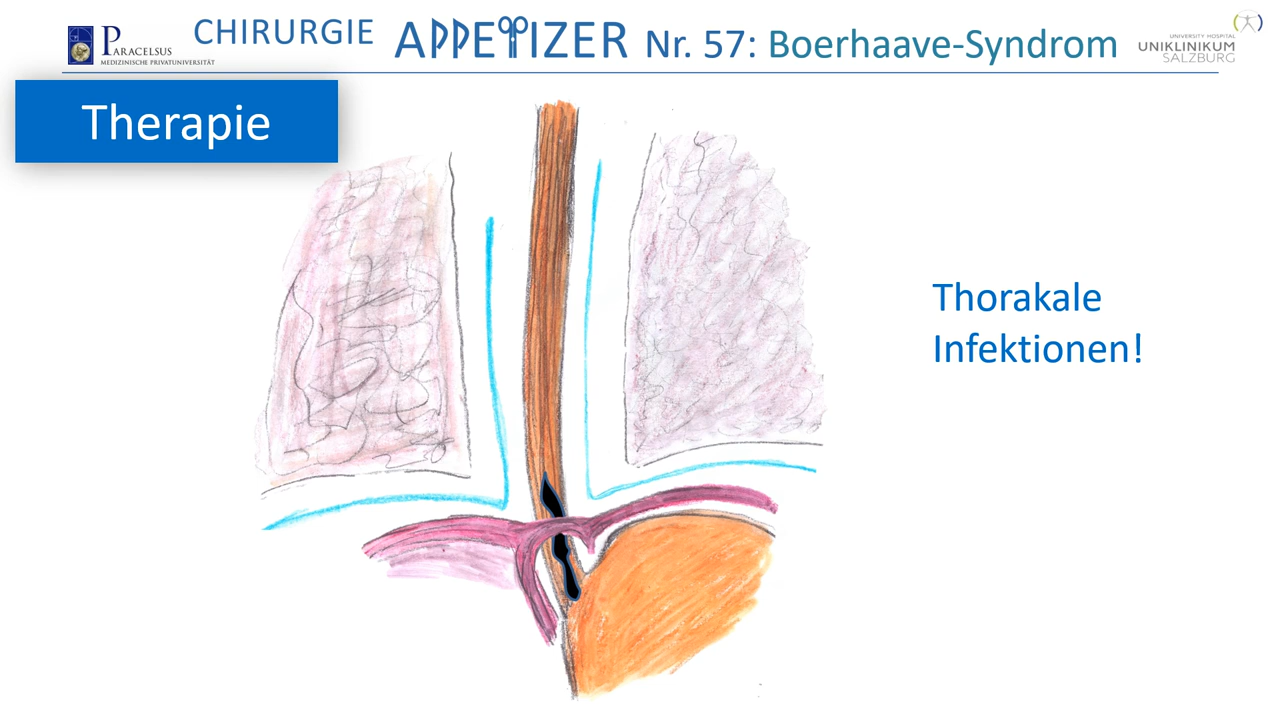 PARACELSUS
MEDIZINISCHE PRIVATUNIVERSITÄT
CHIRURGIE APPETIZER Nr. 57: Boerhaave-Syndrom
UNIVERSITY HOSPITAL
UNIKLINIKUM
SALZBURG
Therapie
Thorakale
Infektionen!